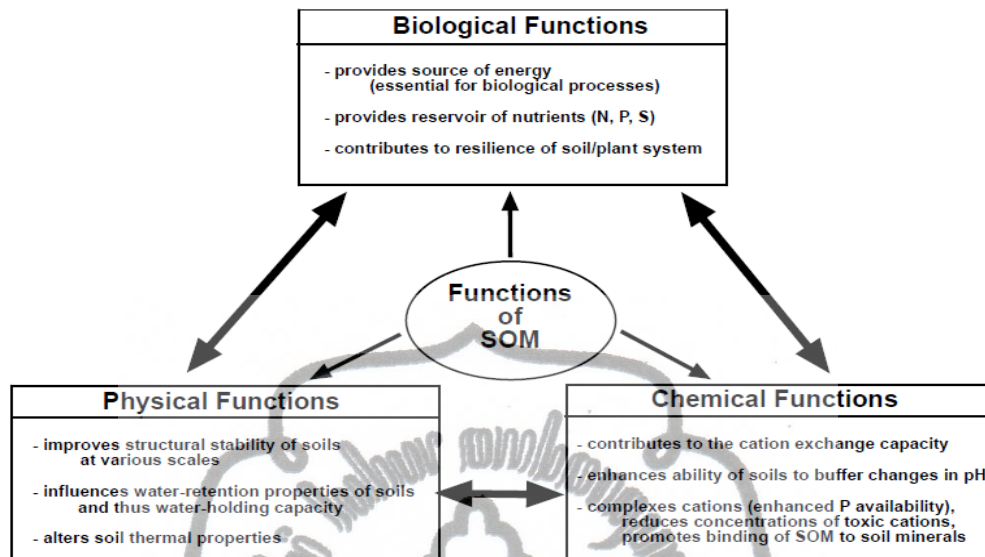 Biological Functions
- provides source of energy
(essential for biological processes)
- provides reservoir of nutrients (N, P, S)
- contributes to resilience of soil/plant system
Functions
of
SOM
Physical Functions
- improves structural stability of soils
at various scales
- influences water-retention properties of soils
and thus water-holding capacity
- alters soil thermal properties
Chemical Functions
- contributes to the cation exchange capacity
- enhances ability of soils to buffer changes in pH
- complexes cations (enhanced P availability),
reduces concentrations of toxic cations,
promotes binding of SOM to soil minerals